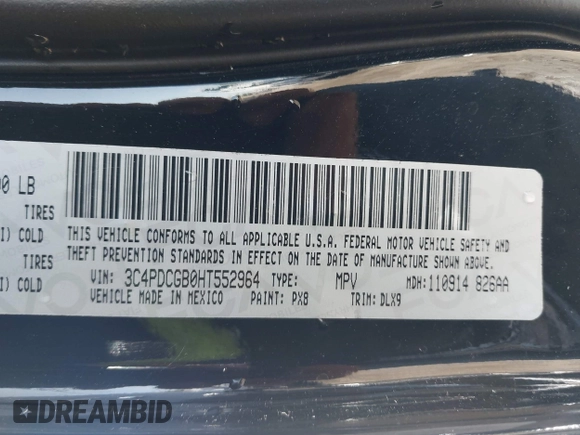 00 LB
TIRES
I) COLD
TIRES
I) COLD
THIS VEHICLE CONFORMS TO ALL APPLICABLE U.S.A. FEDERAL MOTOR VEHICLE SAFETY AND
THEFT PREVENTION STANDARDS IN EFFECT ON THE DATE OF MANUFACTURE SHOWN ABOVE.
VIN: 3C4PDCGB0HT552964 TYPE: MPV MDH: 110914 826AA
VEHICLE MADE IN MEXICO PAINT: PX8 TRIM: DLX9
DREAMBID